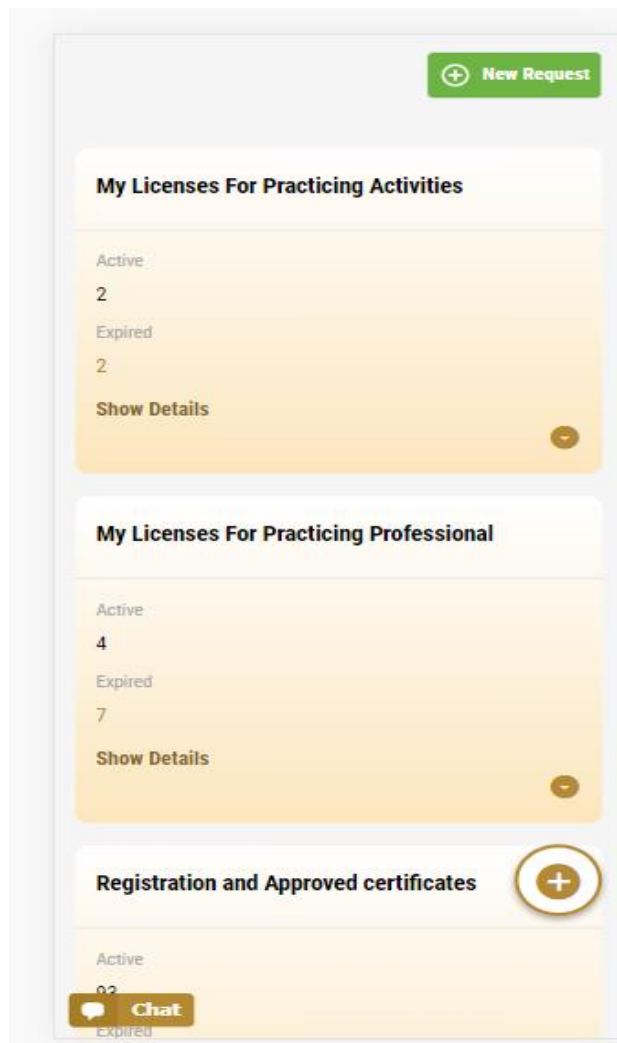 New Request
My Licenses For Practicing Activities
Active
2
Expired
2
Show Details
My Licenses For Practicing Professional
Active
4
Expired
7
Show Details
Registration and Approved certificates
Active
Chat
Expired